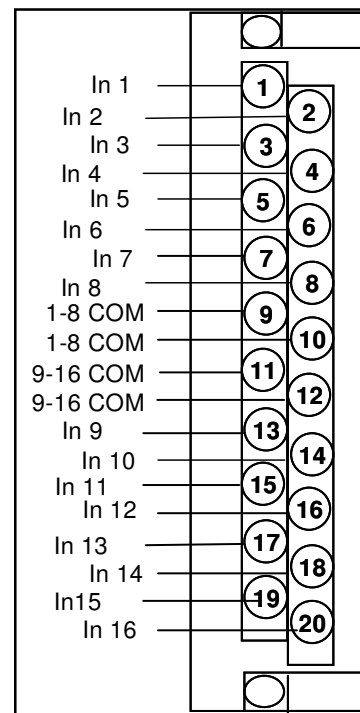 In 1
1
In 2
2
In 3
3
In 4
4
In 5
5
In 6
6
In 7
7
In 8
8
1-8 COM
9
1-8 COM
10
9-16 COM
11
9-16 COM
12
In 9
13
In 10
14
In 11
15
In 12
16
In 13
17
In 14
18
In15
19
In 16
20